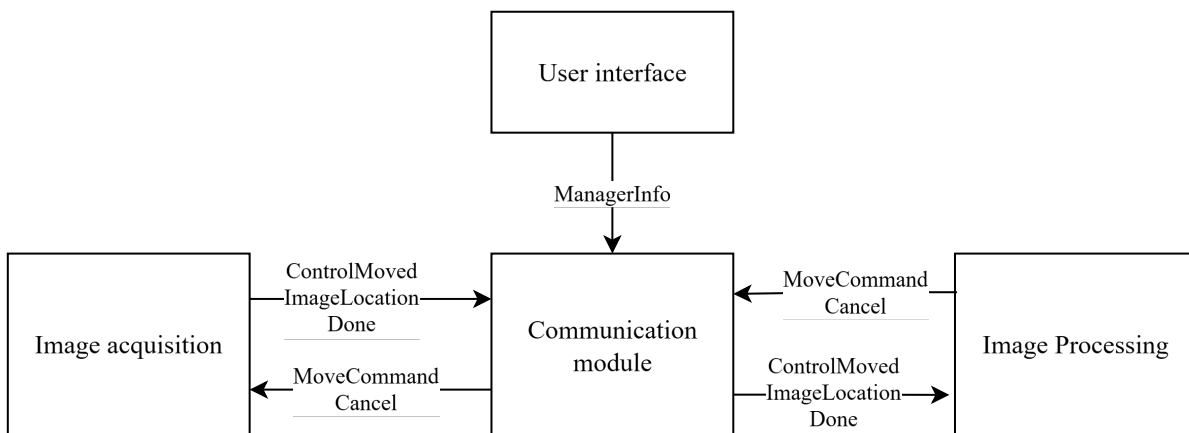 User interface
ManagerInfo
ControlMoved
ImageLocation
Done
MoveCommand
Cancel
Image acquisition
Communication
module
Image Processing
MoveCommand
Cancel
ControlMoved
ImageLocation
Done